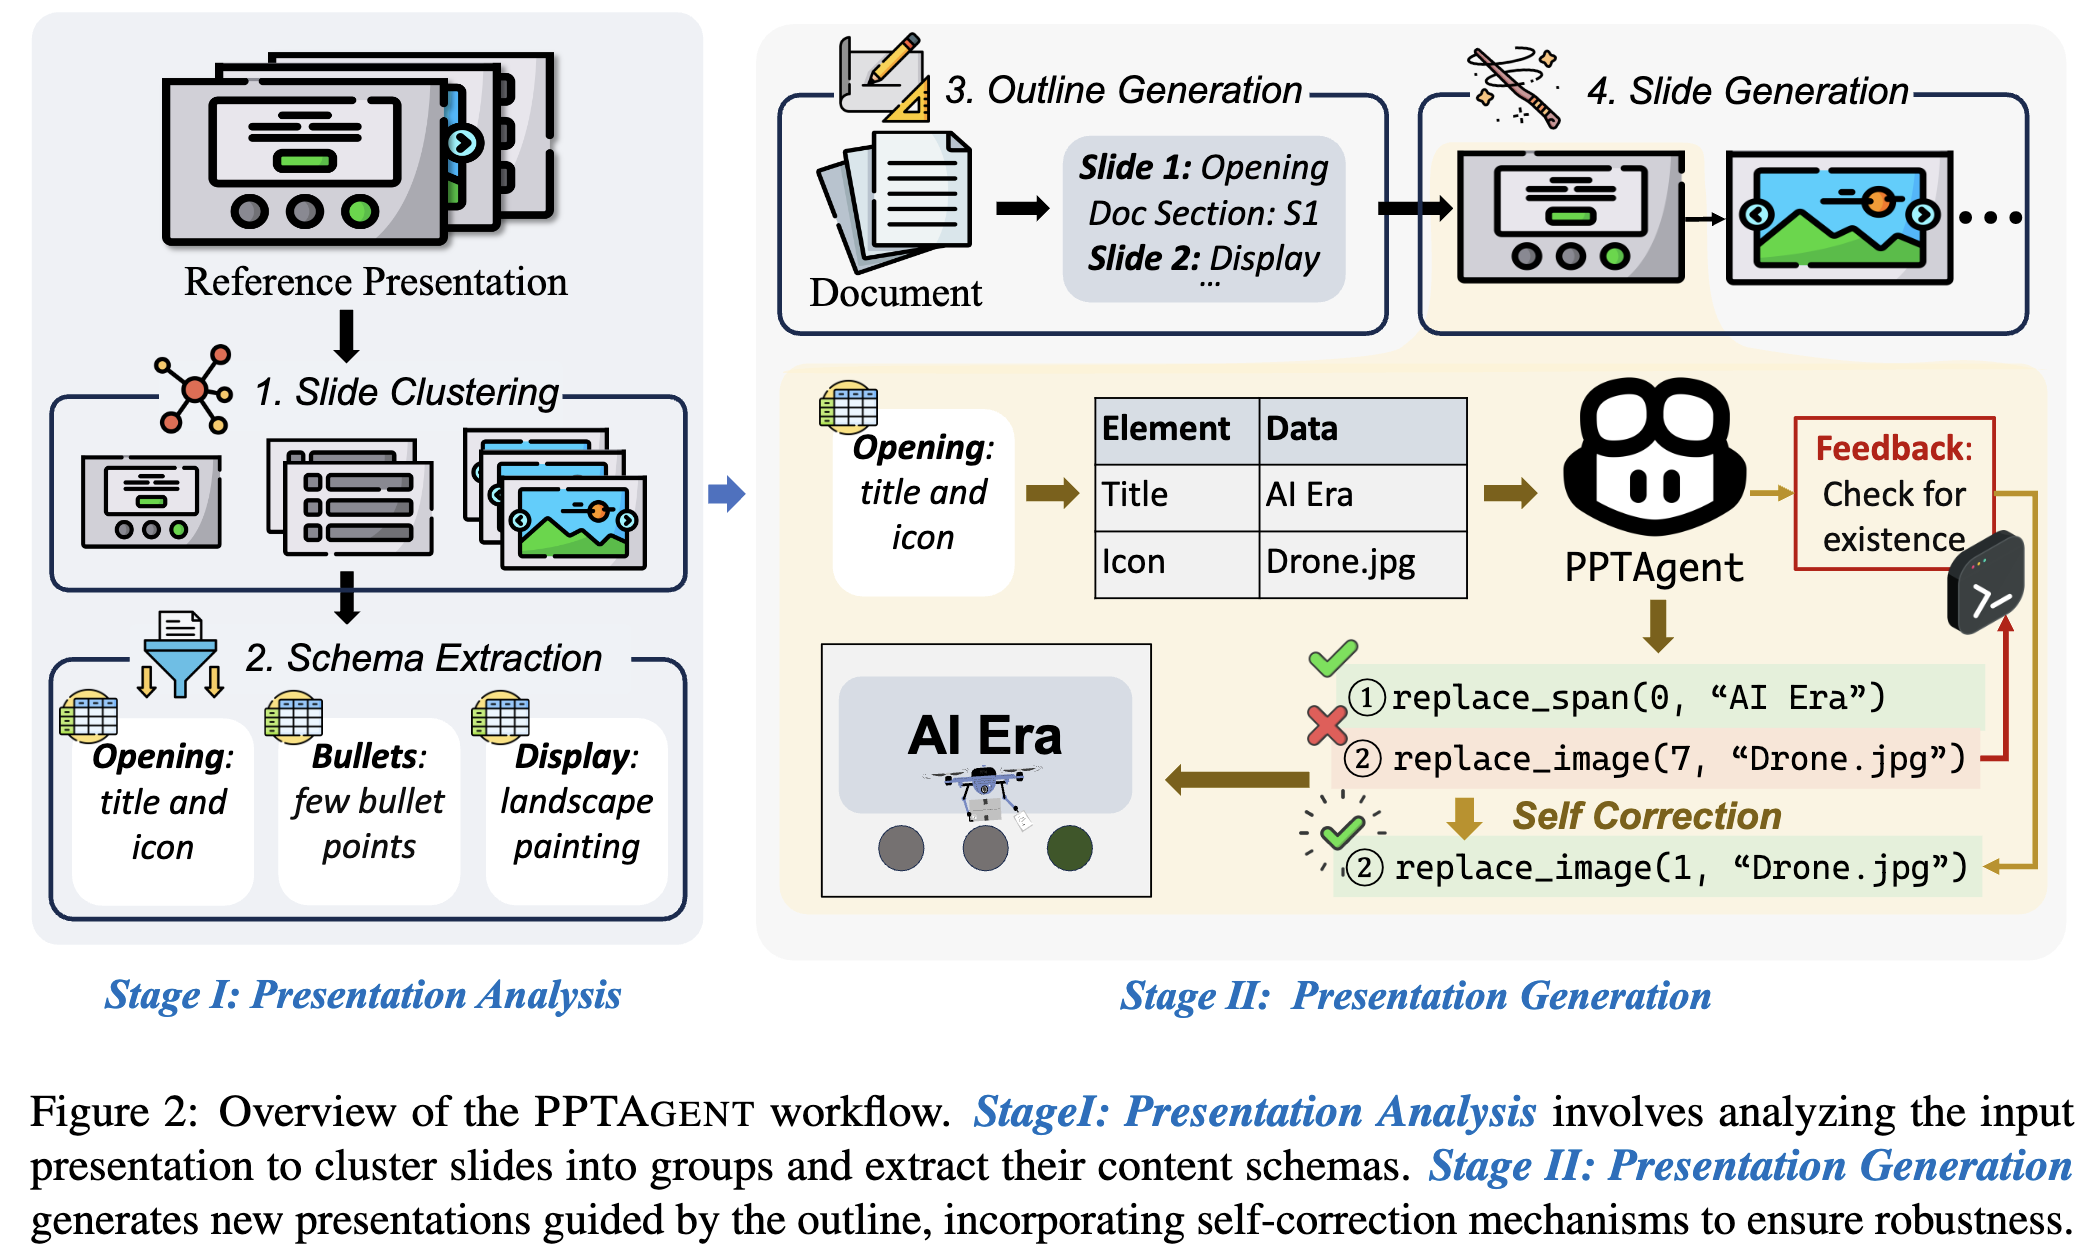 Reference Presentation
1. Slide Clustering
2. Schema Extraction
Opening:
title and
icon
Bullets:
few bullet
points
Display:
landscape
painting
Stage I: Presentation Analysis
3. Outline Generation
Document
Slide 1: Opening
Doc Section: S1
Slide 2: Display
...
4. Slide Generation
Opening:
title and
icon
Element Data
Title AI Era
Icon Drone.jpg
PPTAgent
Feedback:
Check for
existence
① replace_span(0, “AI Era”)
② replace_image(7, “Drone.jpg”)
Self Correction
② replace_image(1, “Drone.jpg”)
AI Era
Stage II: Presentation Generation
Figure 2: Overview of the PPTAGENT workflow. StageI: Presentation Analysis involves analyzing the input
presentation to cluster slides into groups and extract their content schemas. Stage II: Presentation Generation
generates new presentations guided by the outline, incorporating self-correction mechanisms to ensure robustness.